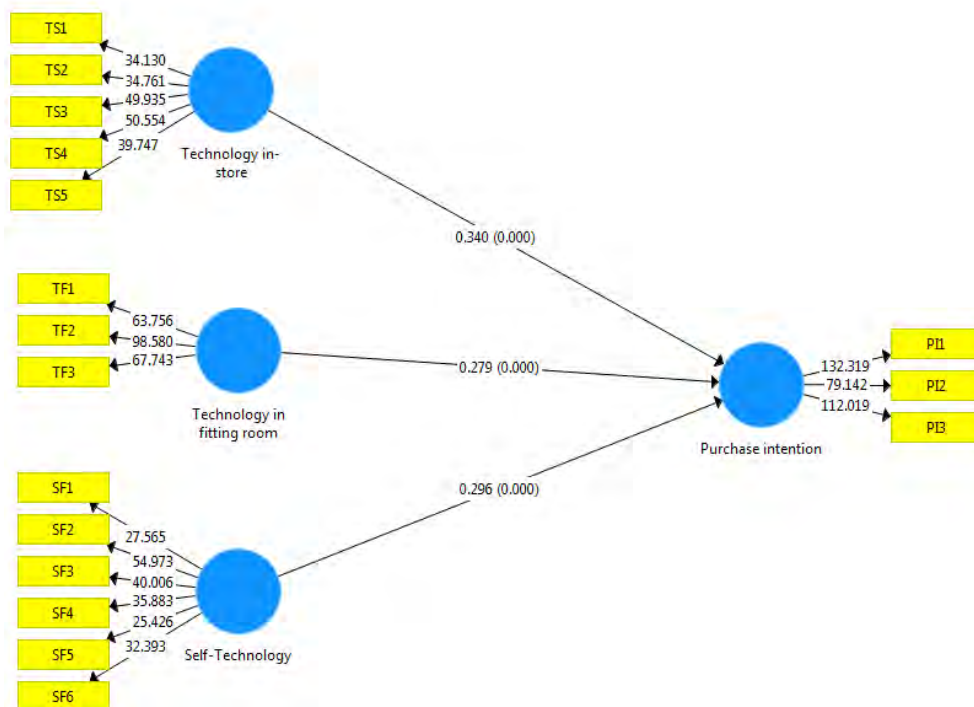 TS1
34.130
TS2
34.761
TS3
49.935
TS4
50.554
TS5
39.747
Technology in-
store
0.340 (0.000)
TF1
63.756
TF2
98.580
TF3
67.743
Technology in
fitting room
0.279 (0.000)
PI1
132.319
PI2
79.142
PI3
112.019
Purchase intention
SF1
27.565
SF2
54.973
SF3
40.006
SF4
35.883
SF5
25.426
SF6
32.393
Self-Technology
0.296 (0.000)